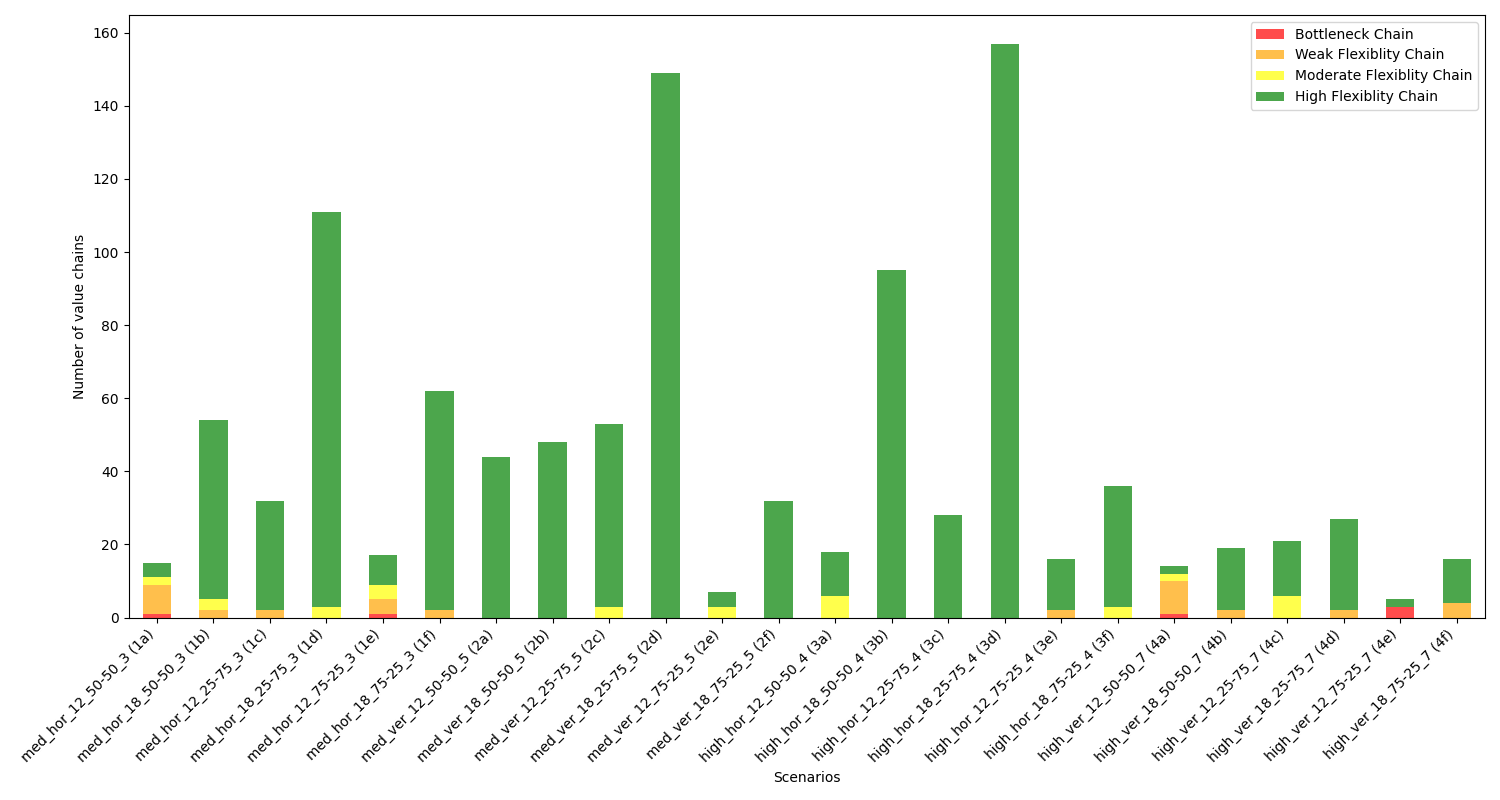 Bottleneck Chain
Weak Flexiblity Chain
Moderate Flexiblity Chain
High Flexiblity Chain
Number of value chains
160
140
120
100
80
60
40
20
0
med_hor_12_50-50_3 (1a)
med_hor_18_50-50_3 (1b)
med_hor_12_25-75_3 (1c)
med_hor_18_25-75_3 (1d)
med_hor_12_75-25_3 (1e)
med_hor_18_75-25_3 (1f)
med_ver_12_50-50_5 (2a)
med_ver_18_50-50_5 (2b)
med_ver_12_25-75_5 (2c)
med_ver_18_25-75_5 (2d)
med_ver_12_75-25_5 (2e)
med_ver_18_75-25_5 (2f)
high_hor_12_50-50_4 (3a)
high_hor_18_50-50_4 (3b)
high_hor_12_25-75_4 (3c)
high_hor_18_25-75_4 (3d)
high_hor_12_75-25_4 (3e)
high_hor_18_75-25_4 (3f)
high_ver_12_50-50_7 (4a)
high_ver_18_50-50_7 (4b)
high_ver_12_25-75_7 (4c)
high_ver_18_25-75_7 (4d)
high_ver_12_75-25_7 (4e)
high_ver_18_75-25_7 (4f)
Scenarios